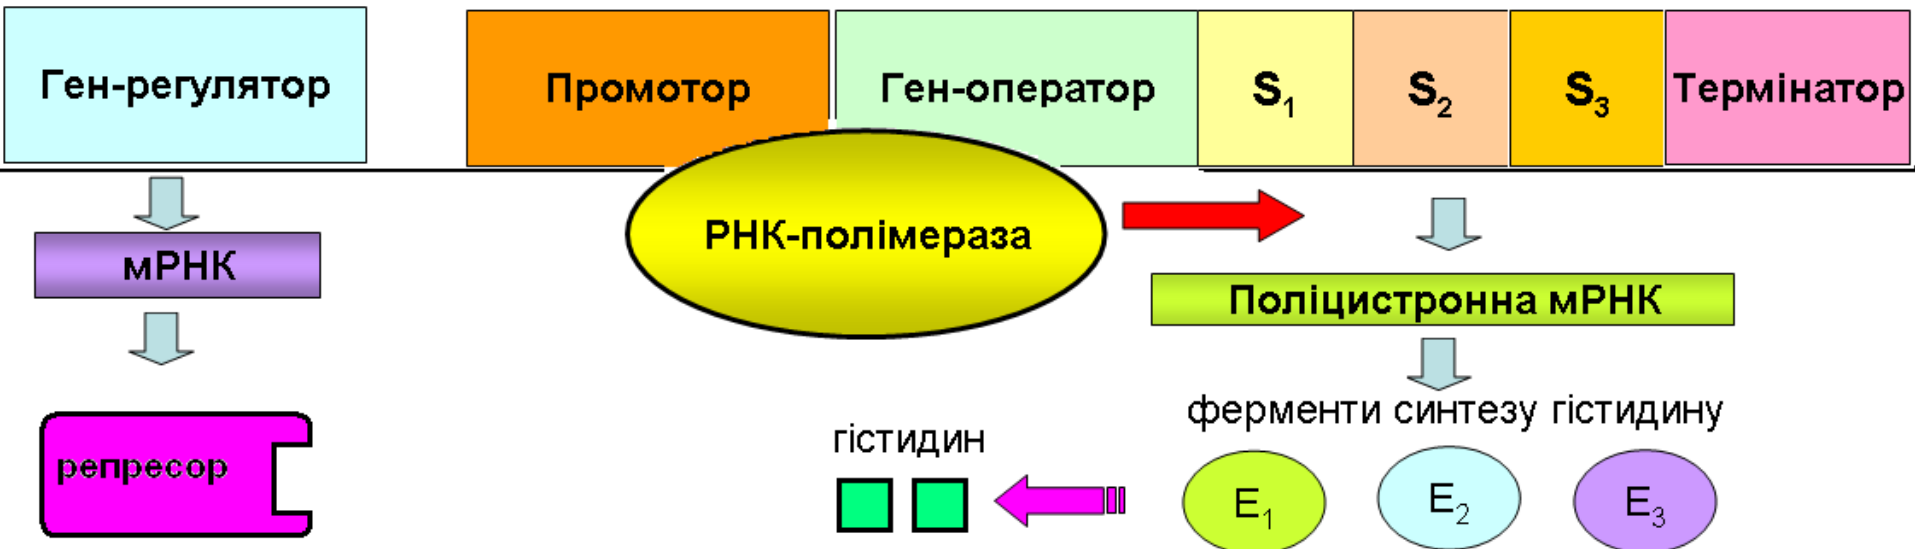 Ген-регулятор
Промотор
Ген-оператор
S1
S2
S3
Термінатор
РНК-полімераза
мРНК
Поліцистронна мРНК
ферменти синтезу гістидину
гістидин
репресор
E1
E2
E3